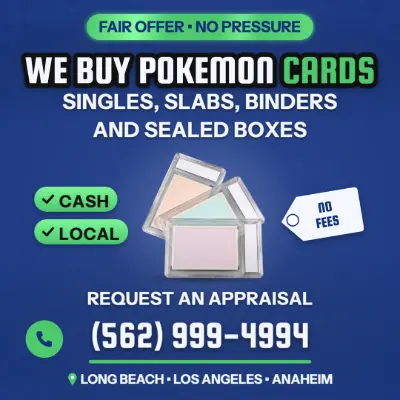 FAIR OFFER • NO PRESSURE
WE BUY POKEMON CARDS
SINGLES, SLABS, BINDERS
AND SEALED BOXES
CASH
LOCAL
NO
FEES
REQUEST AN APPRAISAL
(562) 999-4994
LONG BEACH • LOS ANGELES • ANAHEIM